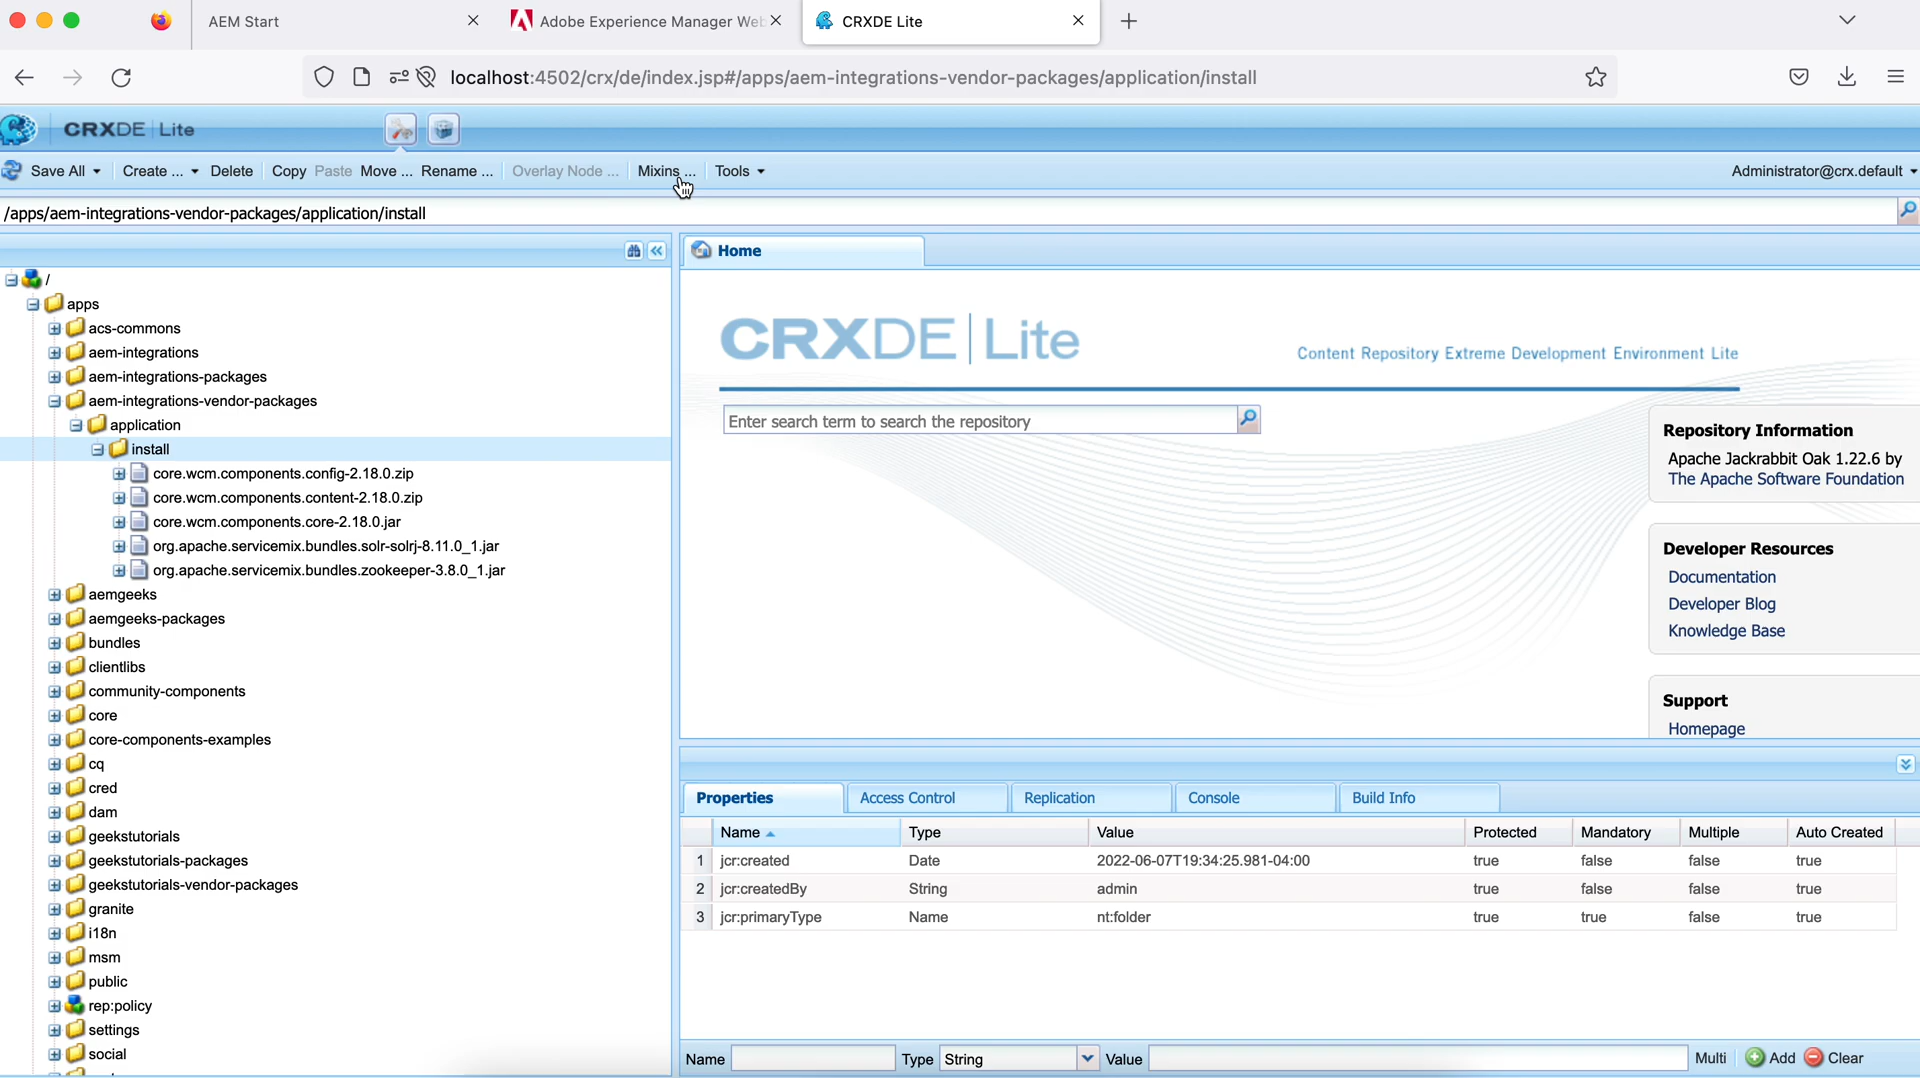 AEM Start
Adobe Experience Manager Web
CRXDE Lite
localhost:4502/crx/de/index.jsp#/apps/aem-integrations-vendor-packages/application/install
CRXDE | Lite
Save All Create ... Delete Copy Paste Move ... Rename ... Overlay Node ... Mixins ... Tools Administrator@crx.default
/apps/aem-integrations-vendor-packages/application/install
Home
/
apps
acs-commons
aem-integrations
aem-integrations-packages
aem-integrations-vendor-packages
application
install
core.wcm.components.config-2.18.0.zip
core.wcm.components.content-2.18.0.zip
core.wcm.components.core-2.18.0.jar
org.apache.servicemix.bundles.solr-solrj-8.11.0_1.jar
org.apache.servicemix.bundles.zookeeper-3.8.0_1.jar
aemgeeks
aemgeeks-packages
bundles
clientlibs
community-components
core
core-components-examples
cq
cred
dam
geekstutorials
geekstutorials-packages
geekstutorials-vendor-packages
granite
i18n
msm
public
rep:policy
settings
social
CRXDE | Lite
Content Repository Extreme Development Environment Lite
Enter search term to search the repository
Repository Information
Apache Jackrabbit Oak 1.22.6 by
The Apache Software Foundation
Developer Resources
Documentation
Developer Blog
Knowledge Base
Support
Homepage
Properties Access Control Replication Console Build Info
Name Type Value Protected Mandatory Multiple Auto Created
1 jcr:created Date 2022-06-07T19:34:25.981-04:00 true false false true
2 jcr:createdBy String admin true false false true
3 jcr:primaryType Name nt:folder true true false true
Name Type String Value Multi Add Clear